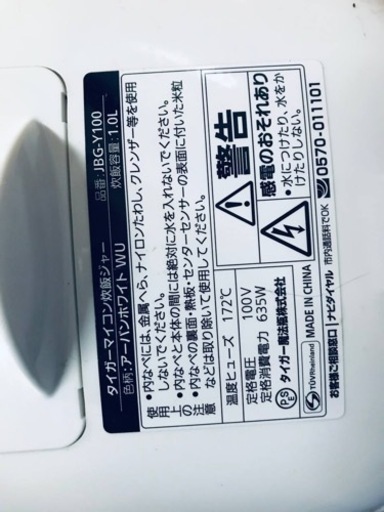 タイガーマイコン炊飯ジャー
品番：JBG-Y100
色柄：アーバンホワイト WU
炊飯容量：1.0L
使用上の注意
•内なべには、金属へら、ナイロンたわし、クレンザー等を使用
しないでください。
•内なべと本体の間には絶対に水を入れないでください。
•内なべの裏面・熱板・センターセンサーの表面に付いた米粒
などは取り除いて使用してください。
温度ヒューズ 172℃
定格電圧 100V
定格消費電力 635W
PS
E
タイガー魔法瓶株式会社
TÜVRheinland
MADE IN CHINA
警告
感電のおそれあり
•水につけたり、水をか
けたりしない
お客様ご相談窓口 ナビダイヤル 市内通話料でOK
0570-011101